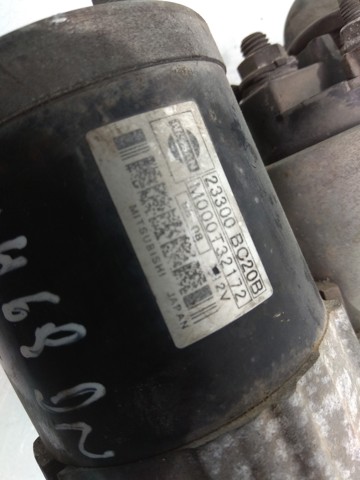 NISSAN
23300 BC20B
M000T32172
12V
MITSUBISHI JAPAN